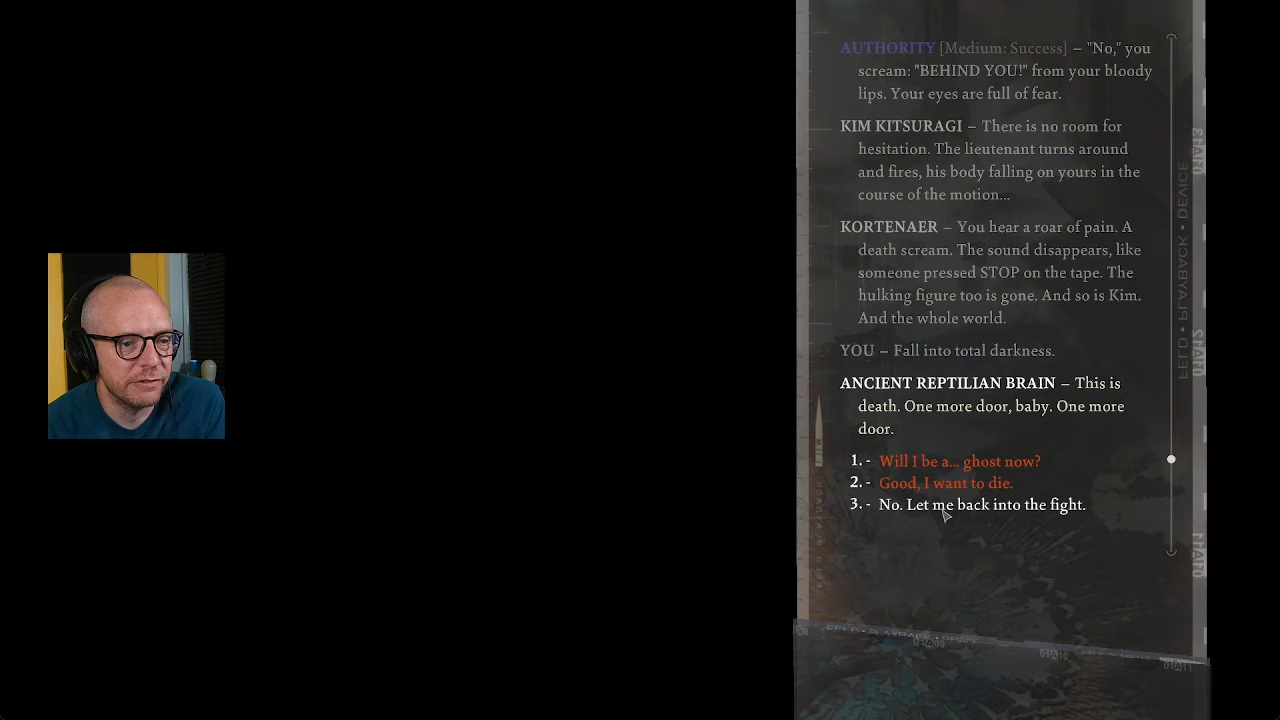 AUTHORITY [Medium: Success] – "No," you
scream: "BEHIND YOU!" from your bloody
lips. Your eyes are full of fear.
KIM KITSURAGI – There is no room for
hesitation. The lieutenant turns around
and fires, his body falling on yours in the
course of the motion...
KORTENAER – You hear a roar of pain. A
death scream. The sound disappears, like
someone pressed STOP on the tape. The
hulking figure too is gone. And so is Kim.
And the whole world.
YOU – Fall into total darkness.
ANCIENT REPTILIAN BRAIN – This is
death. One more door, baby. One more
door.
1. - Will I be a... ghost now?
2. - Good, I want to die.
3. - No. Let me back into the fight.
FELD • PLAYBACK • DEVICE